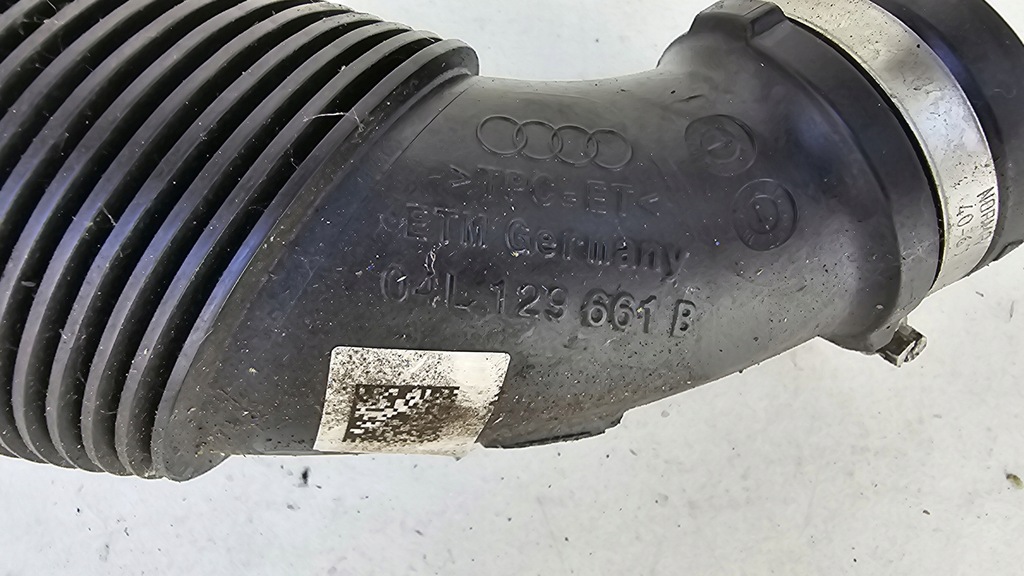 >TPC-ET<
ETM Germany
04L 129 661 B